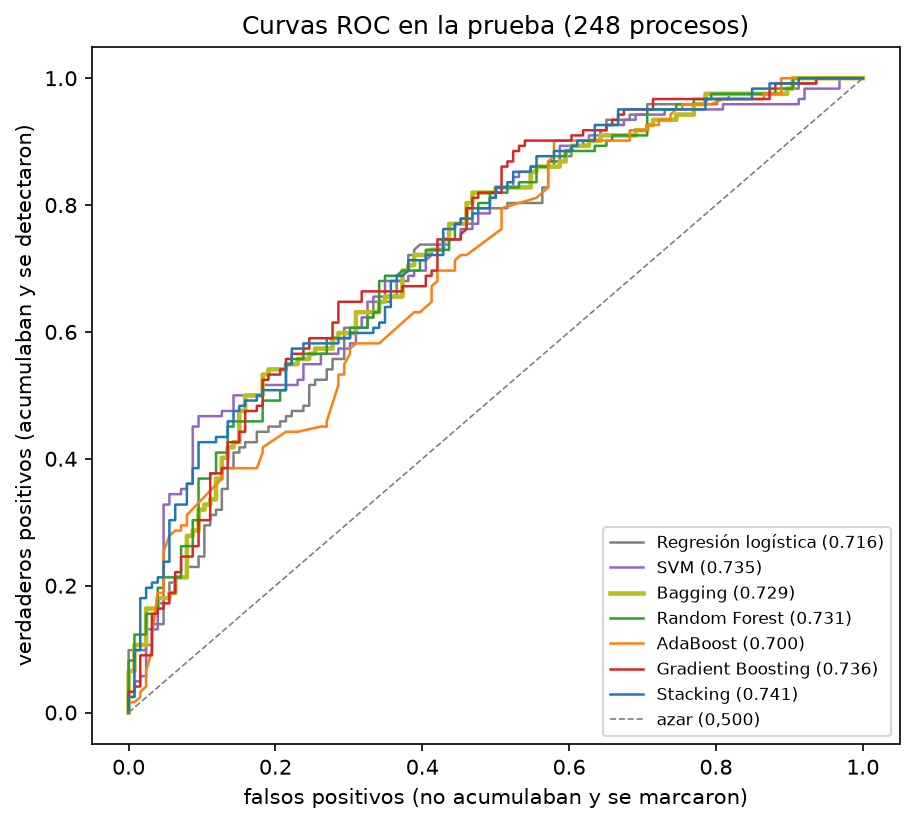 Curvas ROC en la prueba (248 procesos)
verdaderos positivos (acumulaban y se detectaron)
1.0
0.8
0.6
0.4
0.2
0.0
0.0 0.2 0.4 0.6 0.8 1.0
falsos positivos (no acumulaban y se marcaron)
Regresión logística (0.716)
SVM (0.735)
Bagging (0.729)
Random Forest (0.731)
AdaBoost (0.700)
Gradient Boosting (0.736)
Stacking (0.741)
azar (0,500)